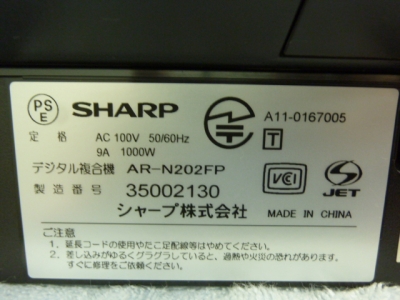 PS
E
SHARP
A11-0167005
T
定格 AC 100V 50/60Hz
9A 1000W
デジタル複合機 AR-N202FP
製造番号 35002130
シャープ株式会社
VCI
S
JET
MADE IN CHINA
ご注意
1. 延長コードの使用やたこ足配線等はやめてください。
2. 差し込みがゆるくグラグラしていると、過熱や火災の恐れがあります。
すぐに修理をご依頼ください。